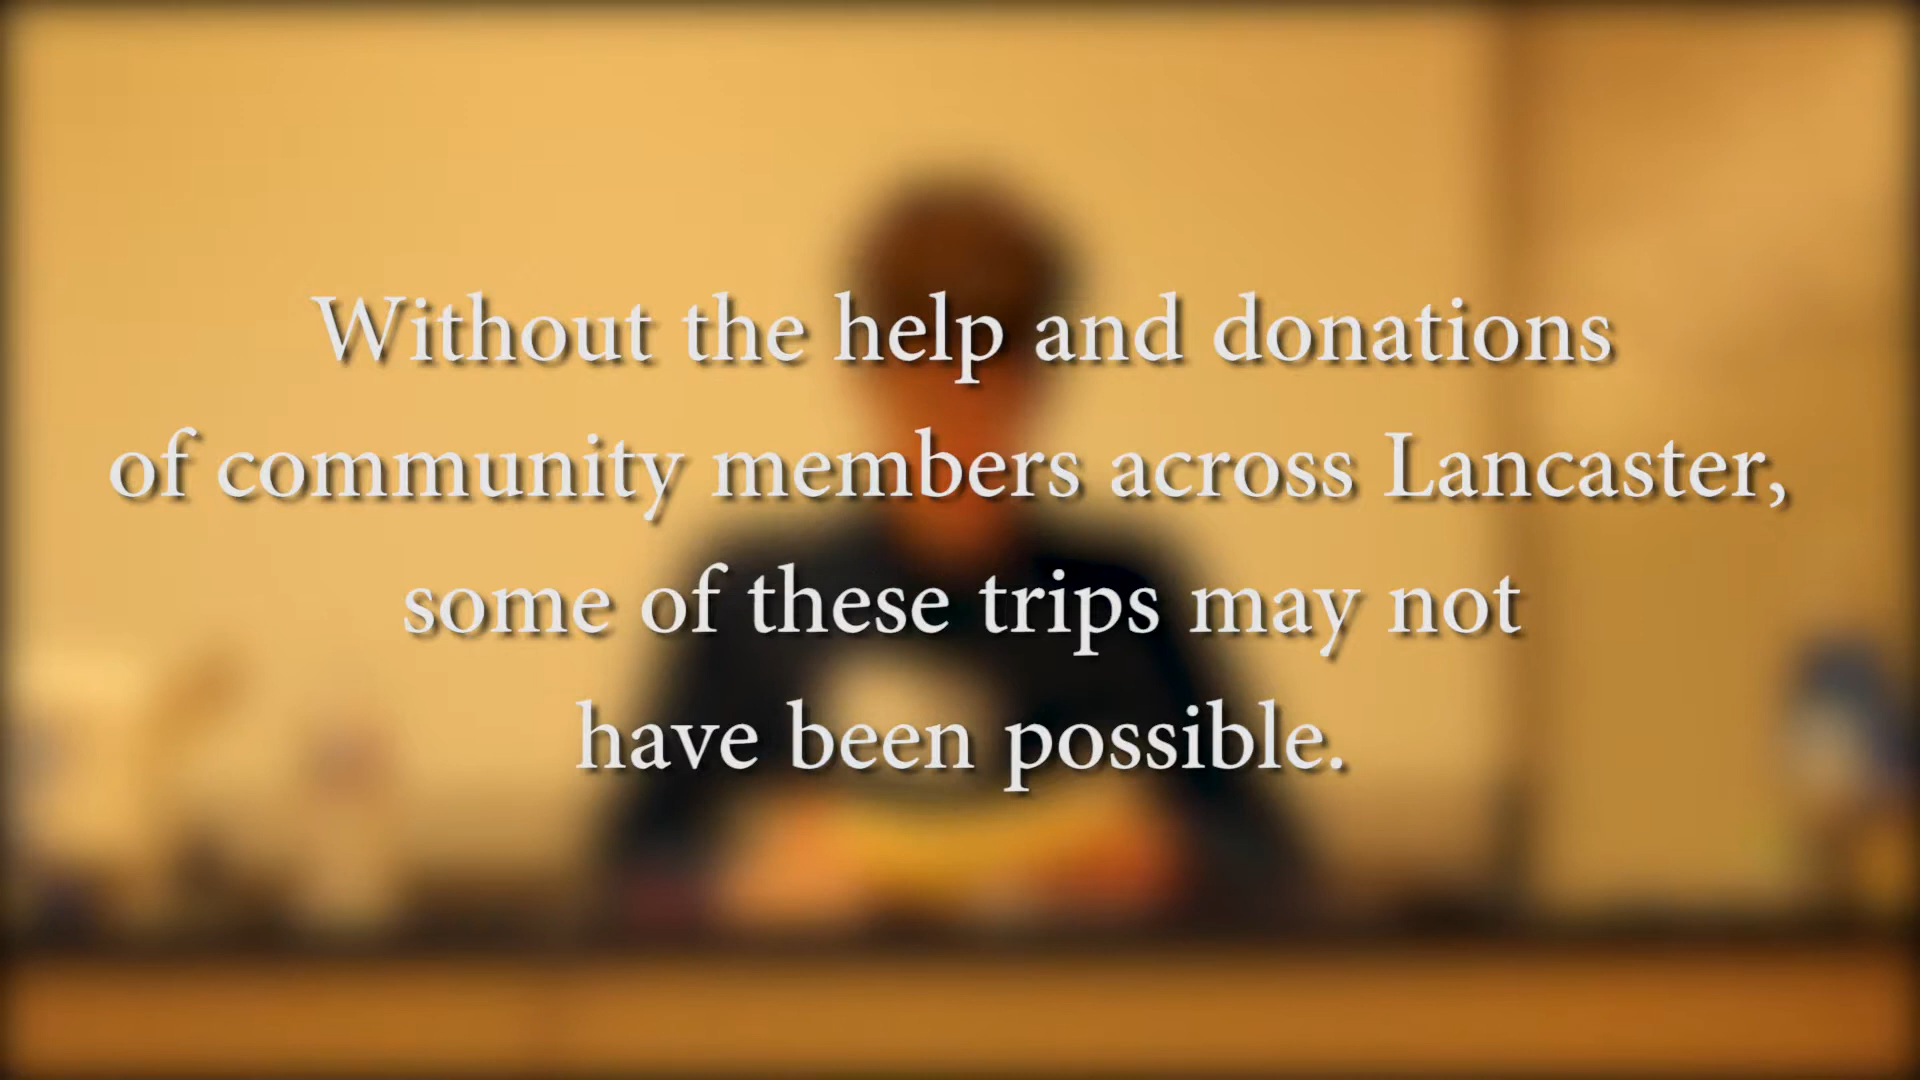 Without the help and donations
of community members across Lancaster,
some of these trips may not
have been possible.